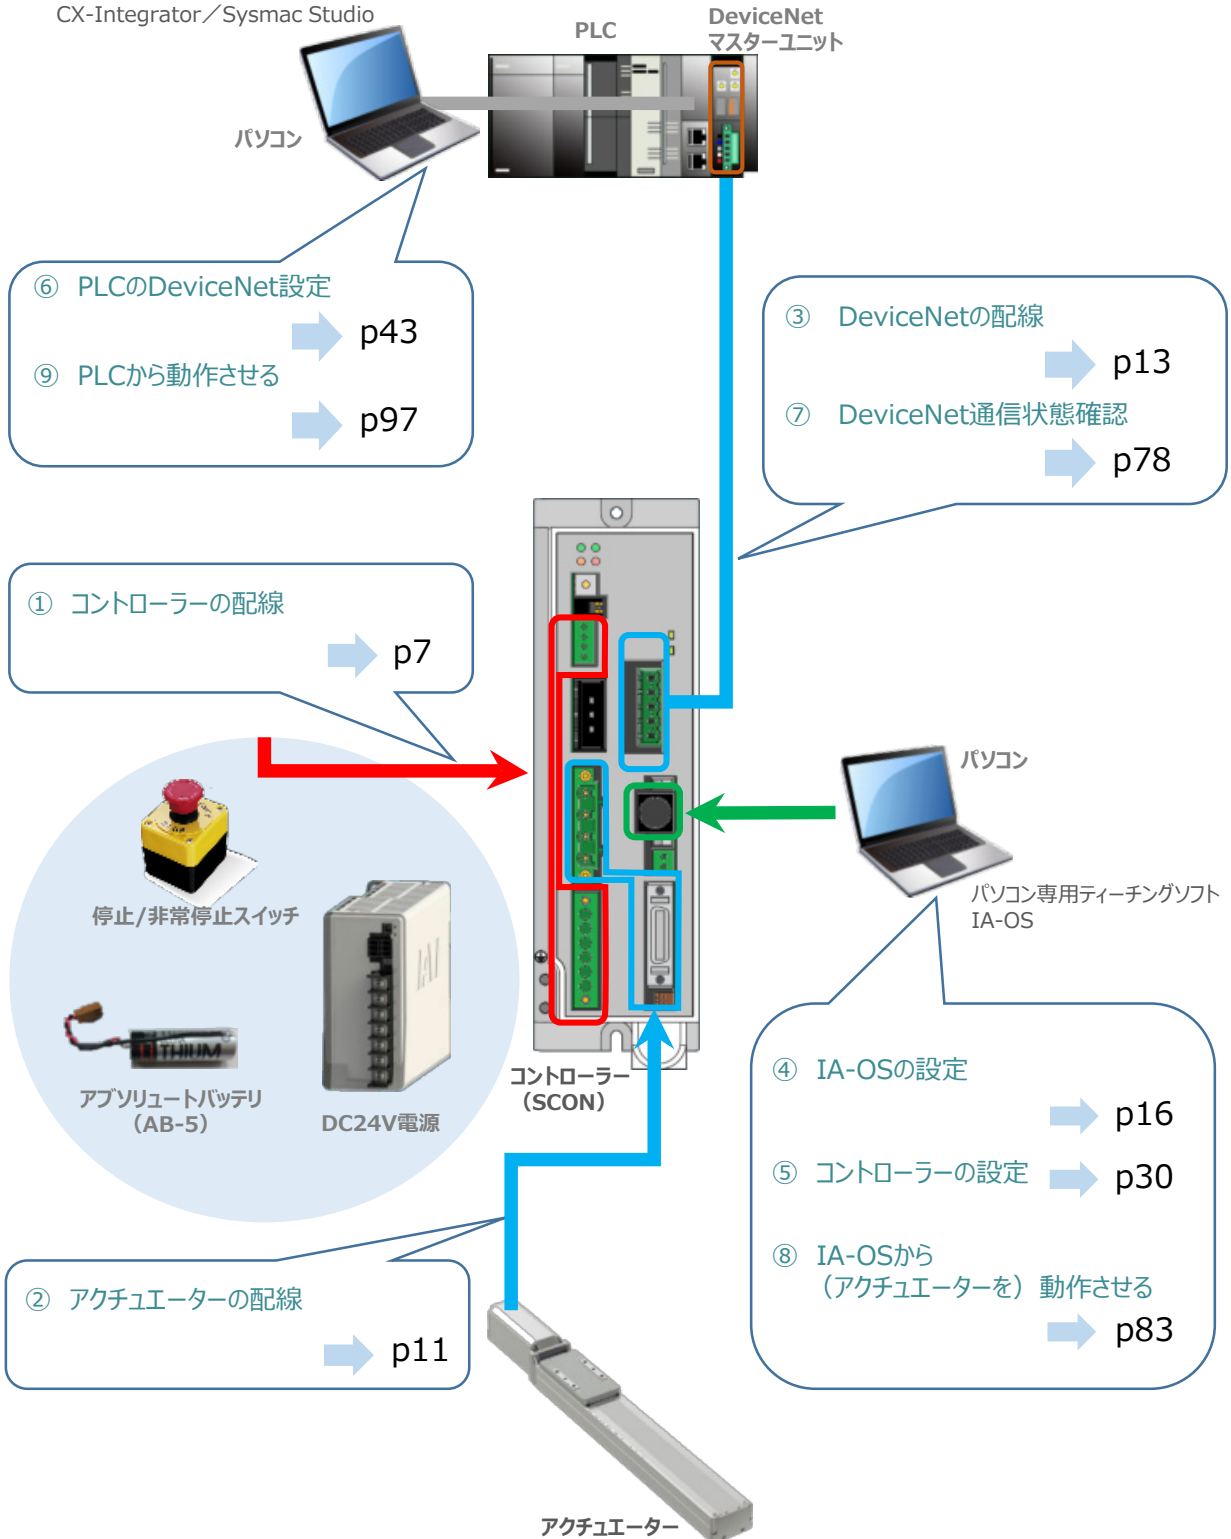 CX-Integrator／Sysmac Studio
PLC
DeviceNet
マスターユニット
パソコン
⑥ PLCのDeviceNet設定
p43
⑨ PLCから動作させる
p97
③ DeviceNetの配線
p13
⑦ DeviceNet通信状態確認
p78
① コントローラーの配線
p7
停止/非常停止スイッチ
THIUM
アブソリュートバッテリ
（AB-5）
DC24V電源
コントローラー
（SCON）
パソコン
パソコン専用ティーチングソフト
IA-OS
④ IA-OSの設定
p16
⑤ コントローラーの設定
p30
⑧ IA-OSから
（アクチュエーターを）動作させる
p83
② アクチュエーターの配線
p11
アクチュエーター